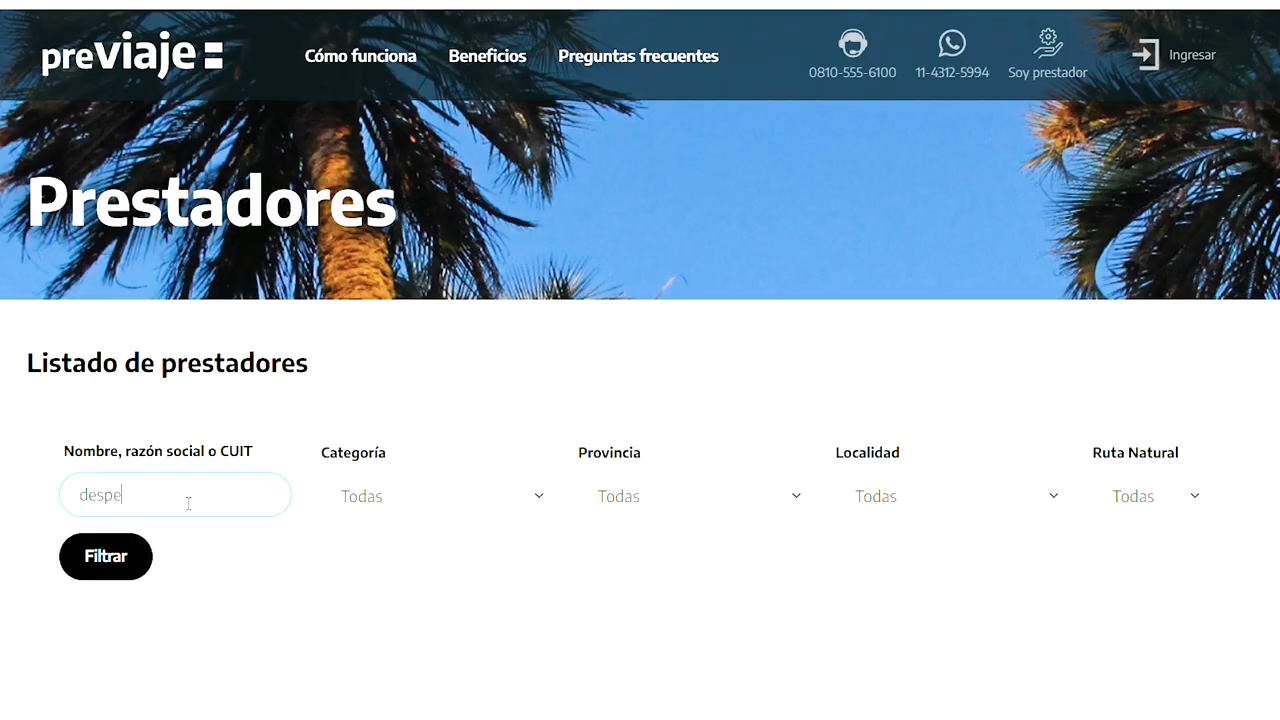 preViaje
Cómo funciona
Beneficios
Preguntas frecuentes
0810-555-6100
11-4312-5994
Soy prestador
Ingresar
Prestadores
Listado de prestadores
Nombre, razón social o CUIT
Categoría
Provincia
Localidad
Ruta Natural
despe
Todas
Todas
Todas
Todas
Filtrar